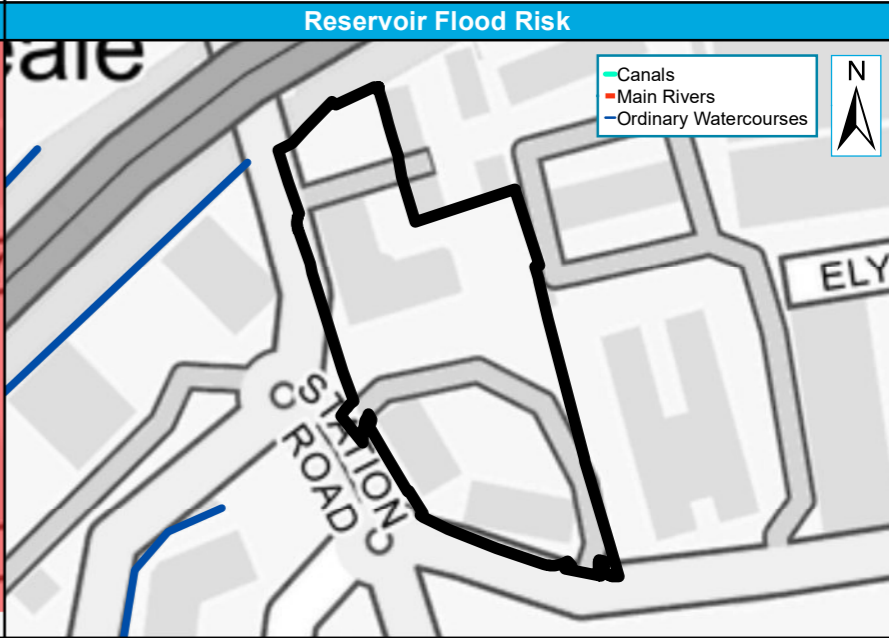 Reservoir Flood Risk
Canals
Main Rivers
Ordinary Watercourses
N
ELY
STATION
ROAD